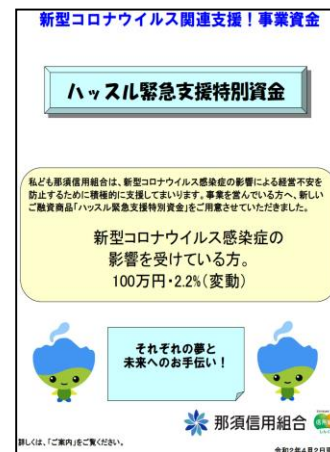 新型コロナウイルス関連支援!事業資金
ハッスル緊急支援特別資金
私ども那須信用組合は、新型コロナウイルス感染症の影響による経営不安を
防止するために積極的に支援してまいります。事業を営んでいる方へ、新しい
ご融資商品「ハッスル緊急支援特別資金」をご用意させていただきました。
新型コロナウイルス感染症の
影響を受けている方。
100万円・2.2%(変動)
それぞれの夢と
未来へのお手伝い!
那須信用組合
詳しくは、「ご案内」をご覧ください。
令和2年4月2日現